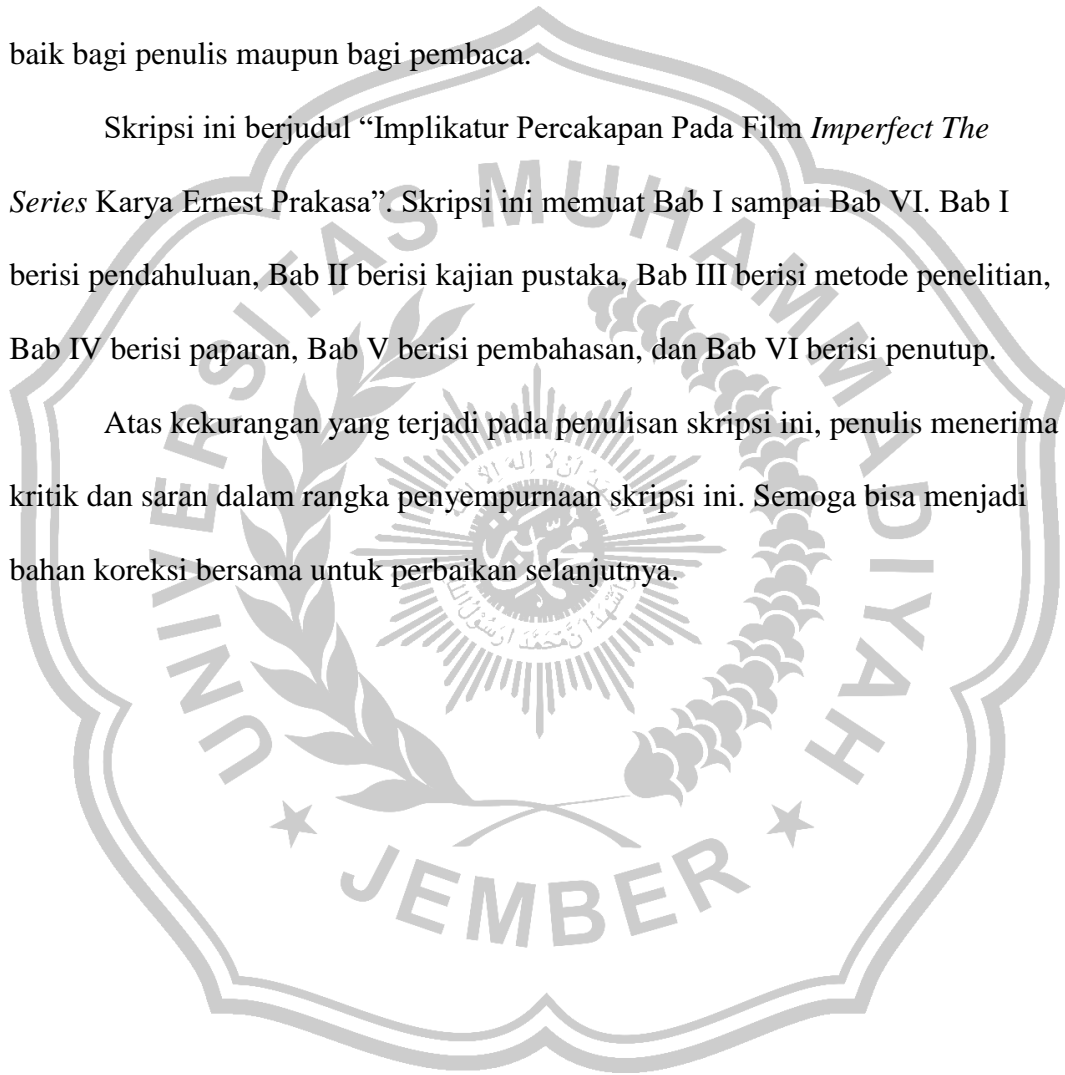 baik bagi penulis maupun bagi pembaca.
Skripsi ini berjudul “Implikatur Percakapan Pada Film Imperfect The
Series Karya Ernest Prakasa”. Skripsi ini memuat Bab I sampai Bab VI. Bab I
berisi pendahuluan, Bab II berisi kajian pustaka, Bab III berisi metode penelitian,
Bab IV berisi paparan, Bab V berisi pembahasan, dan Bab VI berisi penutup.
Atas kekurangan yang terjadi pada penulisan skripsi ini, penulis menerima
kritik dan saran dalam rangka penyempurnaan skripsi ini. Semoga bisa menjadi
bahan koreksi bersama untuk perbaikan selanjutnya.
UNIVERSITAS MUHAMMADIYAH
JEMBER